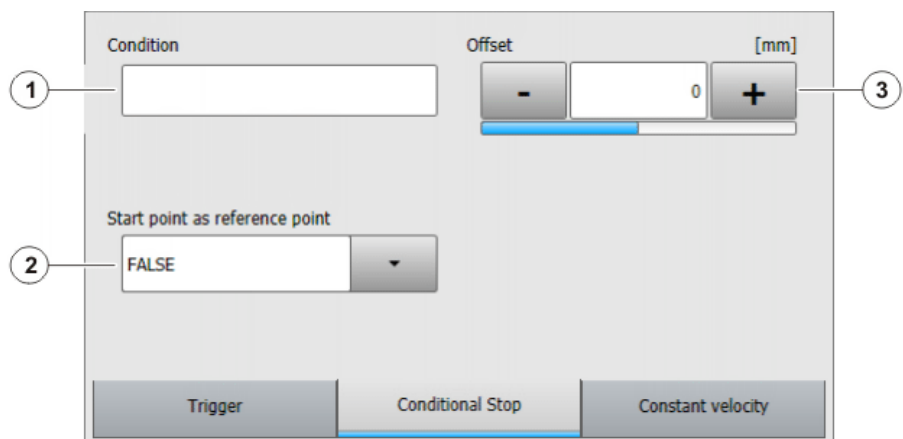 Condition
Offset [mm]
1
- 0 +
3
Start point as reference point
2
FALSE
Trigger Conditional Stop Constant velocity